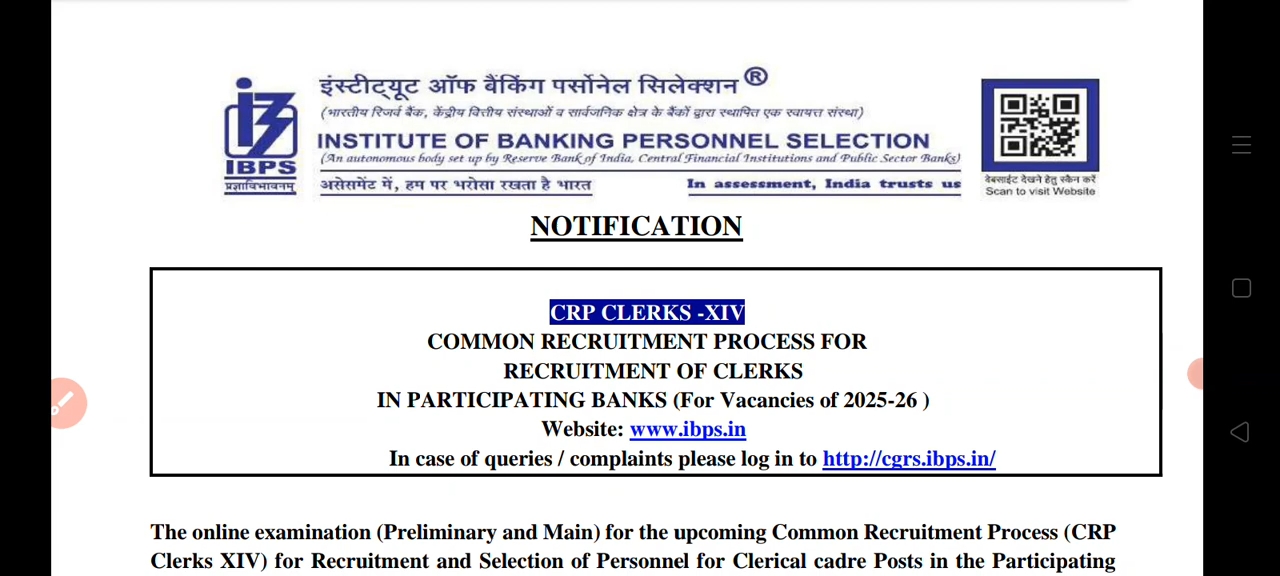 इंस्टीट्यूट ऑफ बैंकिंग पर्सोनेल सिलेक्शन ®
(भारतीय रिजर्व बैंक, केंद्रीय वित्तीय संस्थाओं व सार्वजनिक क्षेत्र के बैंकों द्वारा स्थापित एक स्वायत्त संस्था)
INSTITUTE OF BANKING PERSONNEL SELECTION
(An autonomous body set up by Reserve Bank of India, Central Financial Institutions and Public Sector Banks)
IBPS
प्रज्ञाविभावनम्
असेसमेंट में, हम पर भरोसा रखता है भारत
In assessment, India trusts us
वेबसाईट देखने हेतु स्कैन करें
Scan to visit Website
NOTIFICATION
CRP CLERKS -XIV
COMMON RECRUITMENT PROCESS FOR
RECRUITMENT OF CLERKS
IN PARTICIPATING BANKS (For Vacancies of 2025-26 )
Website: www.ibps.in
In case of queries / complaints please log in to http://cgrs.ibps.in/
The online examination (Preliminary and Main) for the upcoming Common Recruitment Process (CRP
Clerks XIV) for Recruitment and Selection of Personnel for Clerical cadre Posts in the Participating